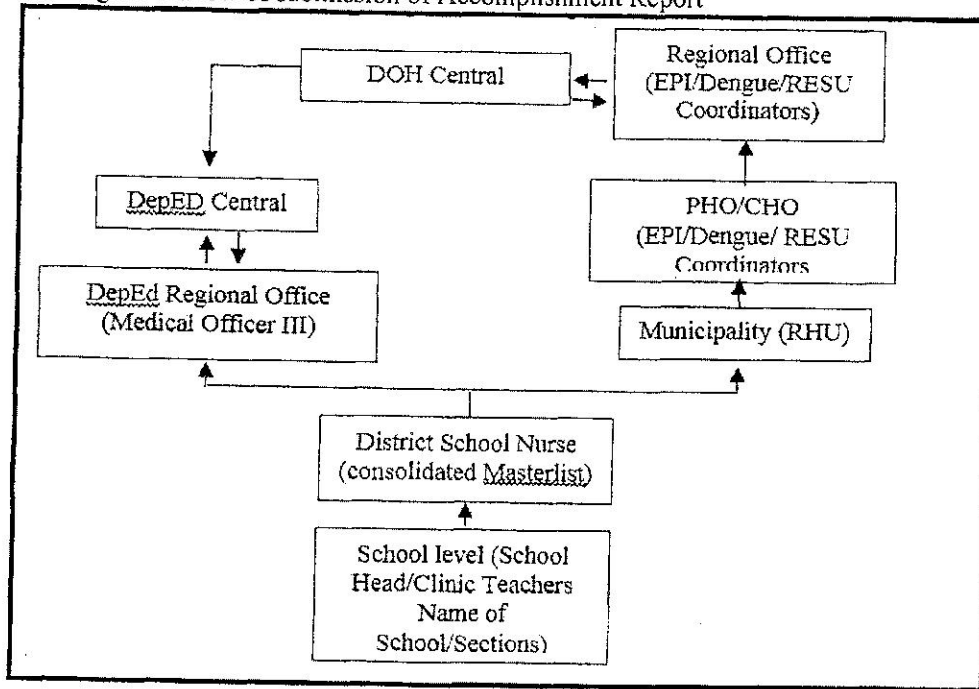 of Accomplishment Report
DOH Central
Regional Office
(EPI/Dengue/RESU
Coordinators)
DepED Central
PHO/CHO
(EPI/Dengue/ RESU
Coordinators
DepEd Regional Office
(Medical Officer III)
Municipality (RHU)
District School Nurse
(consolidated Masterlist)
School level (School
Head/Clinic Teachers
Name of
School/Sections)